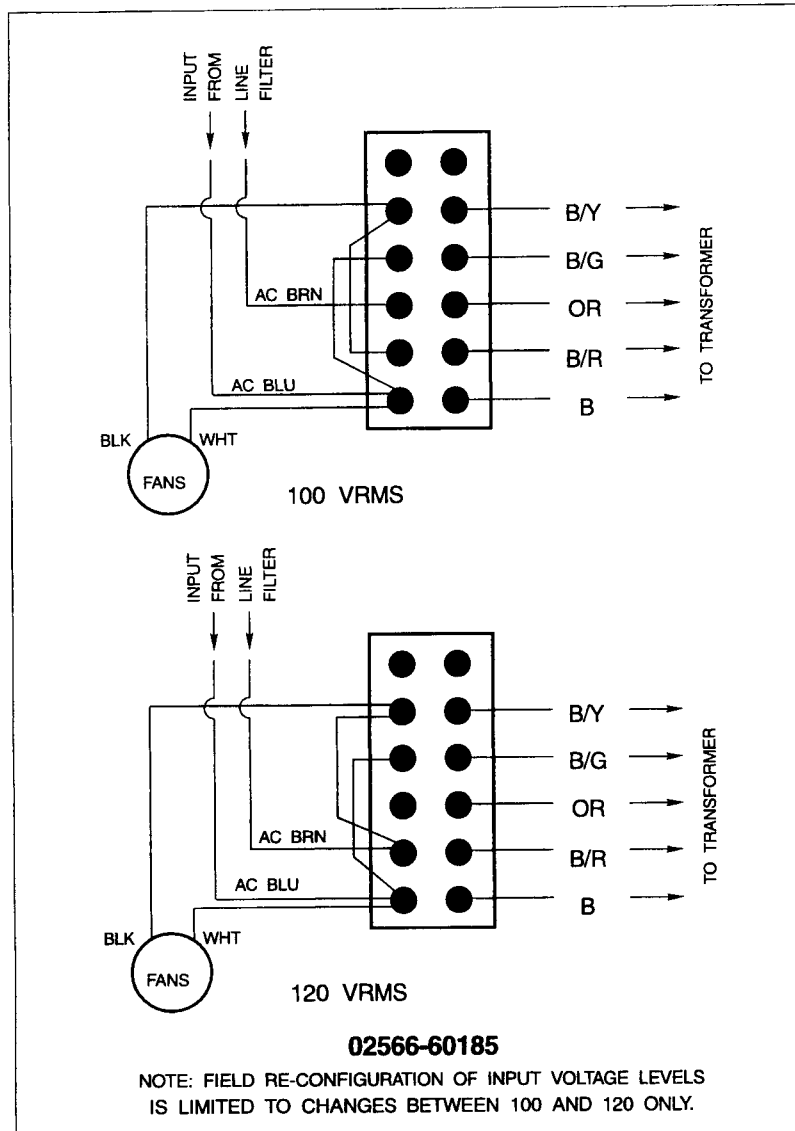 INPUT
FROM
LINE
FILTER
B/Y
B/G
AC BRN
OR
B/R
AC BLU
B
TO TRANSFORMER
BLK
WHT
FANS
100 VRMS
INPUT
FROM
LINE
FILTER
B/Y
B/G
OR
AC BRN
B/R
AC BLU
B
TO TRANSFORMER
BLK
WHT
FANS
120 VRMS
02566-60185
NOTE: FIELD RE-CONFIGURATION OF INPUT VOLTAGE LEVELS
IS LIMITED TO CHANGES BETWEEN 100 AND 120 ONLY.